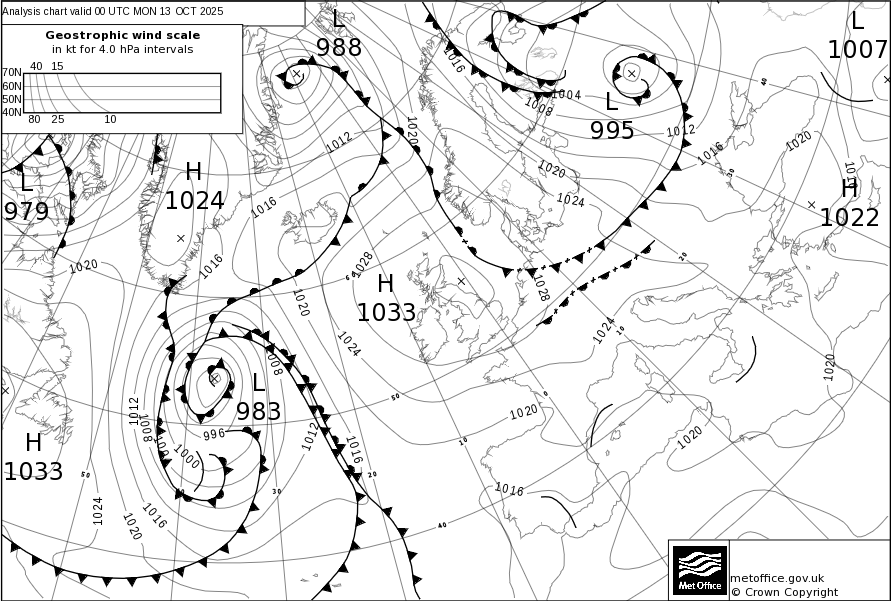 Analysis chart valid 00 UTC MON 13 OCT 2025
Geostrophic wind scale
in kt for 4.0 hPa intervals
40 15
70N
60N
50N
40N
80 25 10
L
988
L
1007
L
995
H
1024
L
979
H
1022
H
1033
L
983
H
1033
1016
1004
1008
1012
1020
1012
1016
1020
1020
1024
1016
1016
1020
1028
1020
1028
1024
1024
1008
1012
1008
996
1000
1012
1016
1020
1020
1020
1016
1024
1020
1016
40
30
20
10
0
10
50
20
30
40
50
metoffice.gov.uk
© Crown Copyright
Met Office